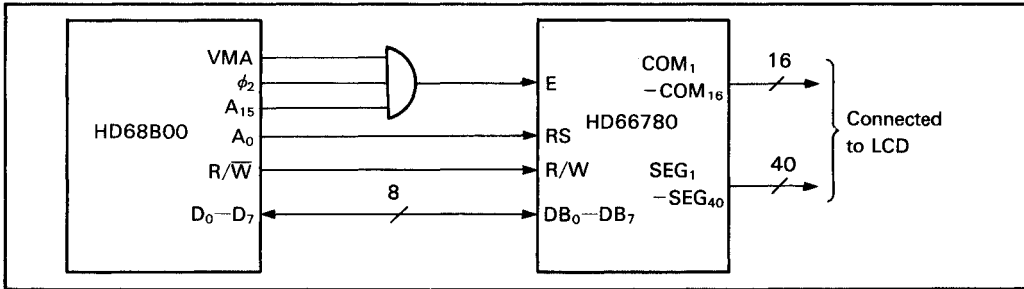 HD68B00
VMA
ϕ₂
A₁₅
A₀
R/W̅
D₀–D₇
8
E
RS
R/W
DB₀–DB₇
HD66780
COM₁
–COM₁₆
SEG₁
–SEG₄₀
16
40
Connected
to LCD